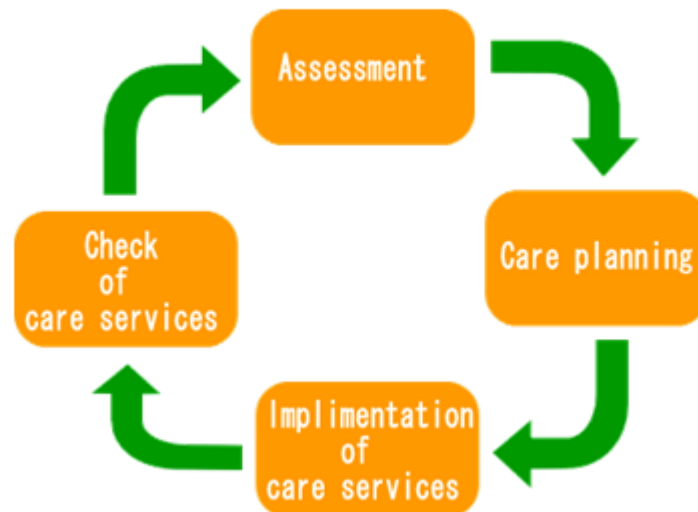 Assessment
Care planning
Implimentation
of
care services
Check
of
care services